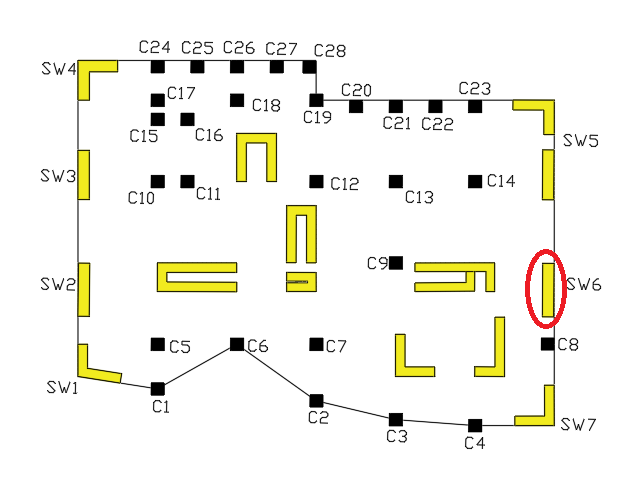 C24 C25 C26 C27 C28
SW4
C17 C18 C19 C20 C21 C22 C23
C15 C16
SW5
SW3 C10 C11 C12 C13 C14
C9
SW2 SW6
C5 C6 C7 C8
SW1 C1 C2 C3 C4 SW7